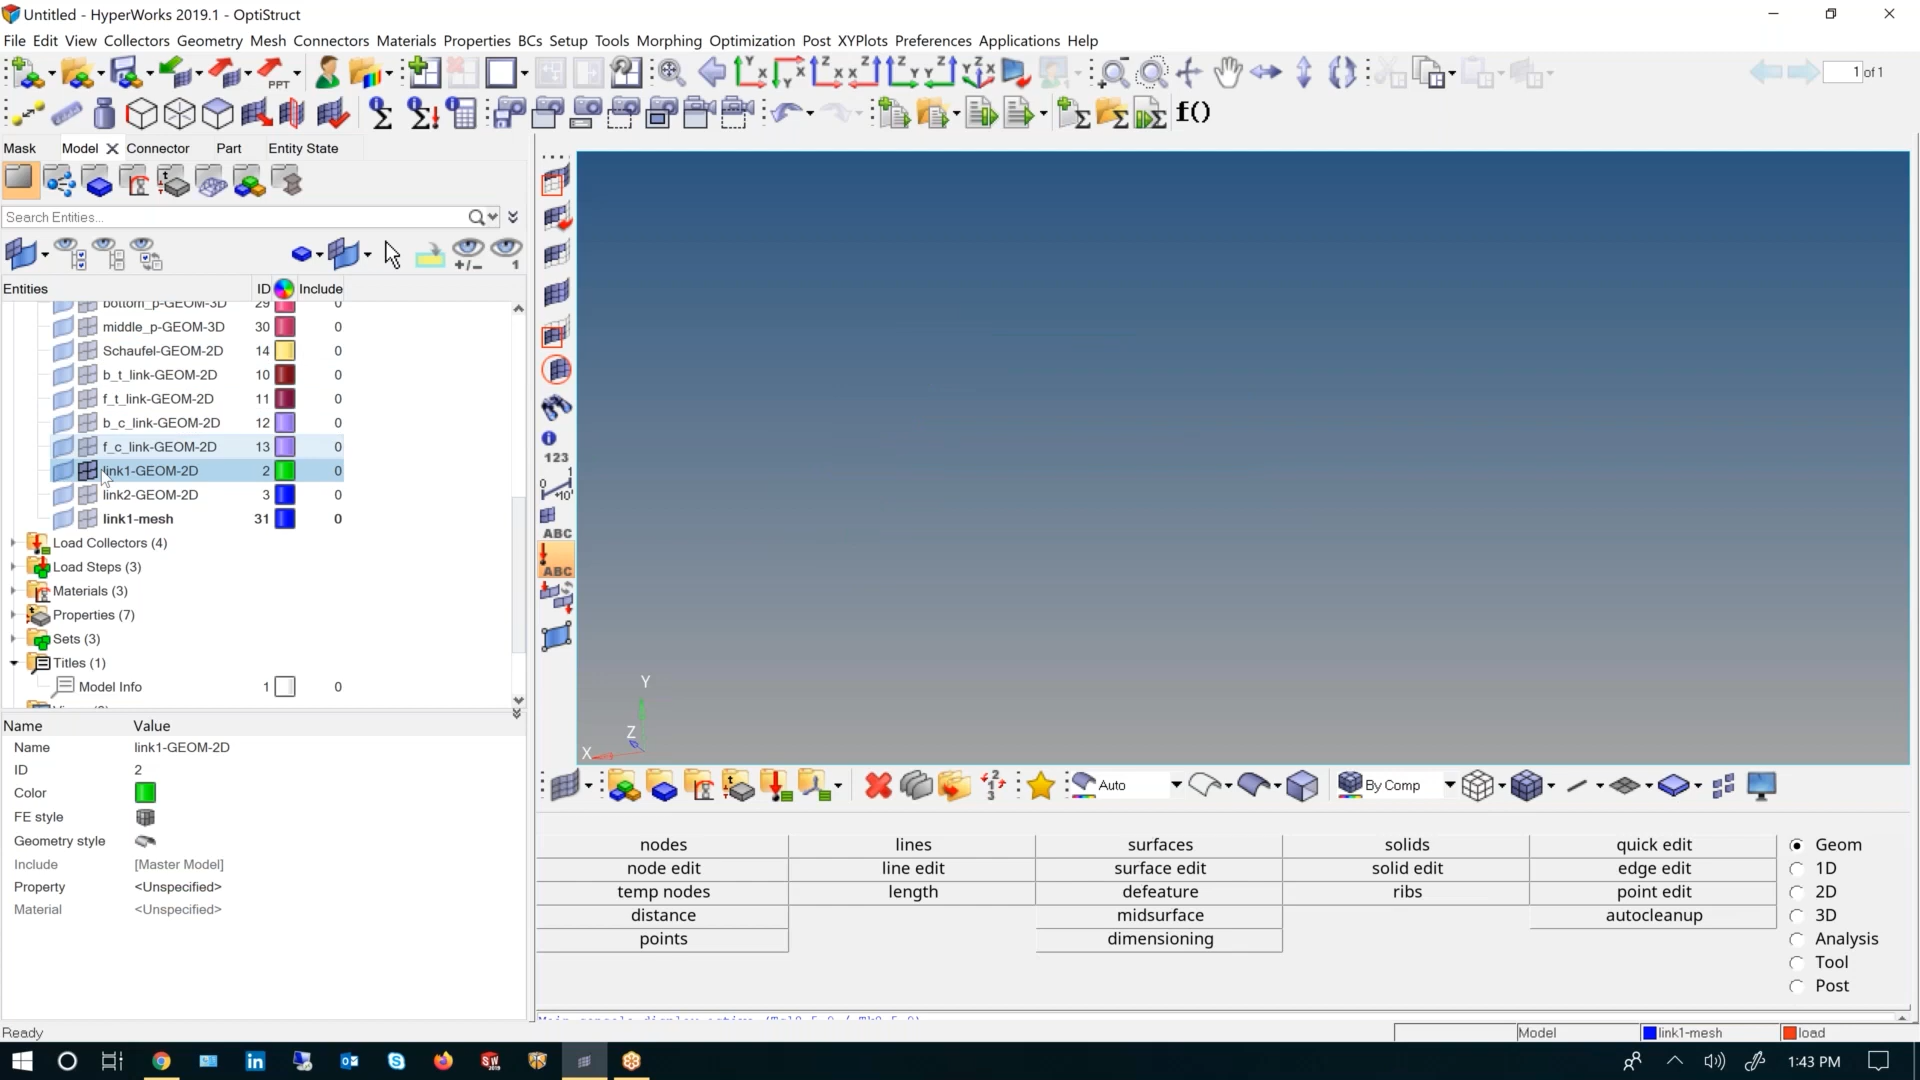 Untitled - HyperWorks 2019.1 - OptiStruct
File Edit View Collectors Geometry Mesh Connectors Materials Properties BCs Setup Tools Morphing Optimization Post XYPlots Preferences Applications Help
PPT
1 of 1
f()
Mask Model Connector Part Entity State
Search Entities...
Entities ID Include
bottom_p-GEOM-3D 29 0
middle_p-GEOM-3D 30 0
Schaufel-GEOM-2D 14 0
b_t_link-GEOM-2D 10 0
f_t_link-GEOM-2D 11 0
b_c_link-GEOM-2D 12 0
f_c_link-GEOM-2D 13 0
link1-GEOM-2D 2 0
link2-GEOM-2D 3 0
link1-mesh 31 0
Load Collectors (4)
Load Steps (3)
Materials (3)
Properties (7)
Sets (3)
Titles (1)
Model Info 1 0
Name Value
Name link1-GEOM-2D
ID 2
Color
FE style
Geometry style
Include [Master Model]
Property <Unspecified>
Material <Unspecified>
123
ABC
ABC
Y
Z
X
Auto
By Comp
nodes lines surfaces solids quick edit Geom
node edit line edit surface edit solid edit edge edit 1D
temp nodes length defeature ribs point edit 2D
distance midsurface autocleanup 3D
points dimensioning Analysis
Tool
Post
Ready Model link1-mesh load
1:43 PM